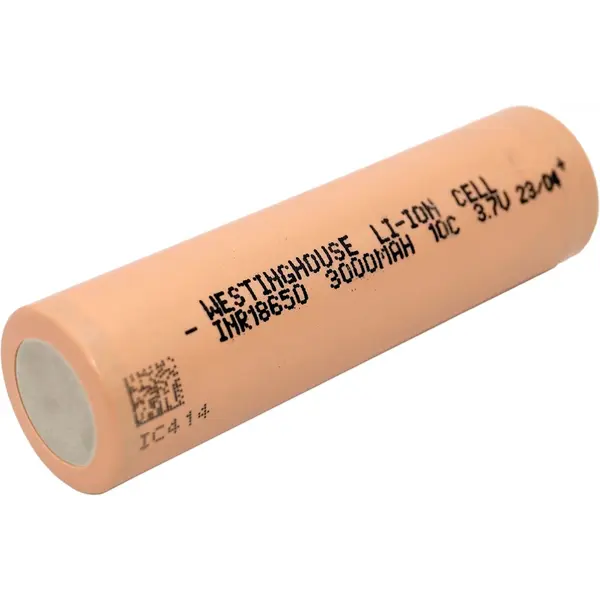 - WESTINGHOUSE LI-ION CELL +
INR18650 3000MAH 10C 3.7V 23/04
IC414